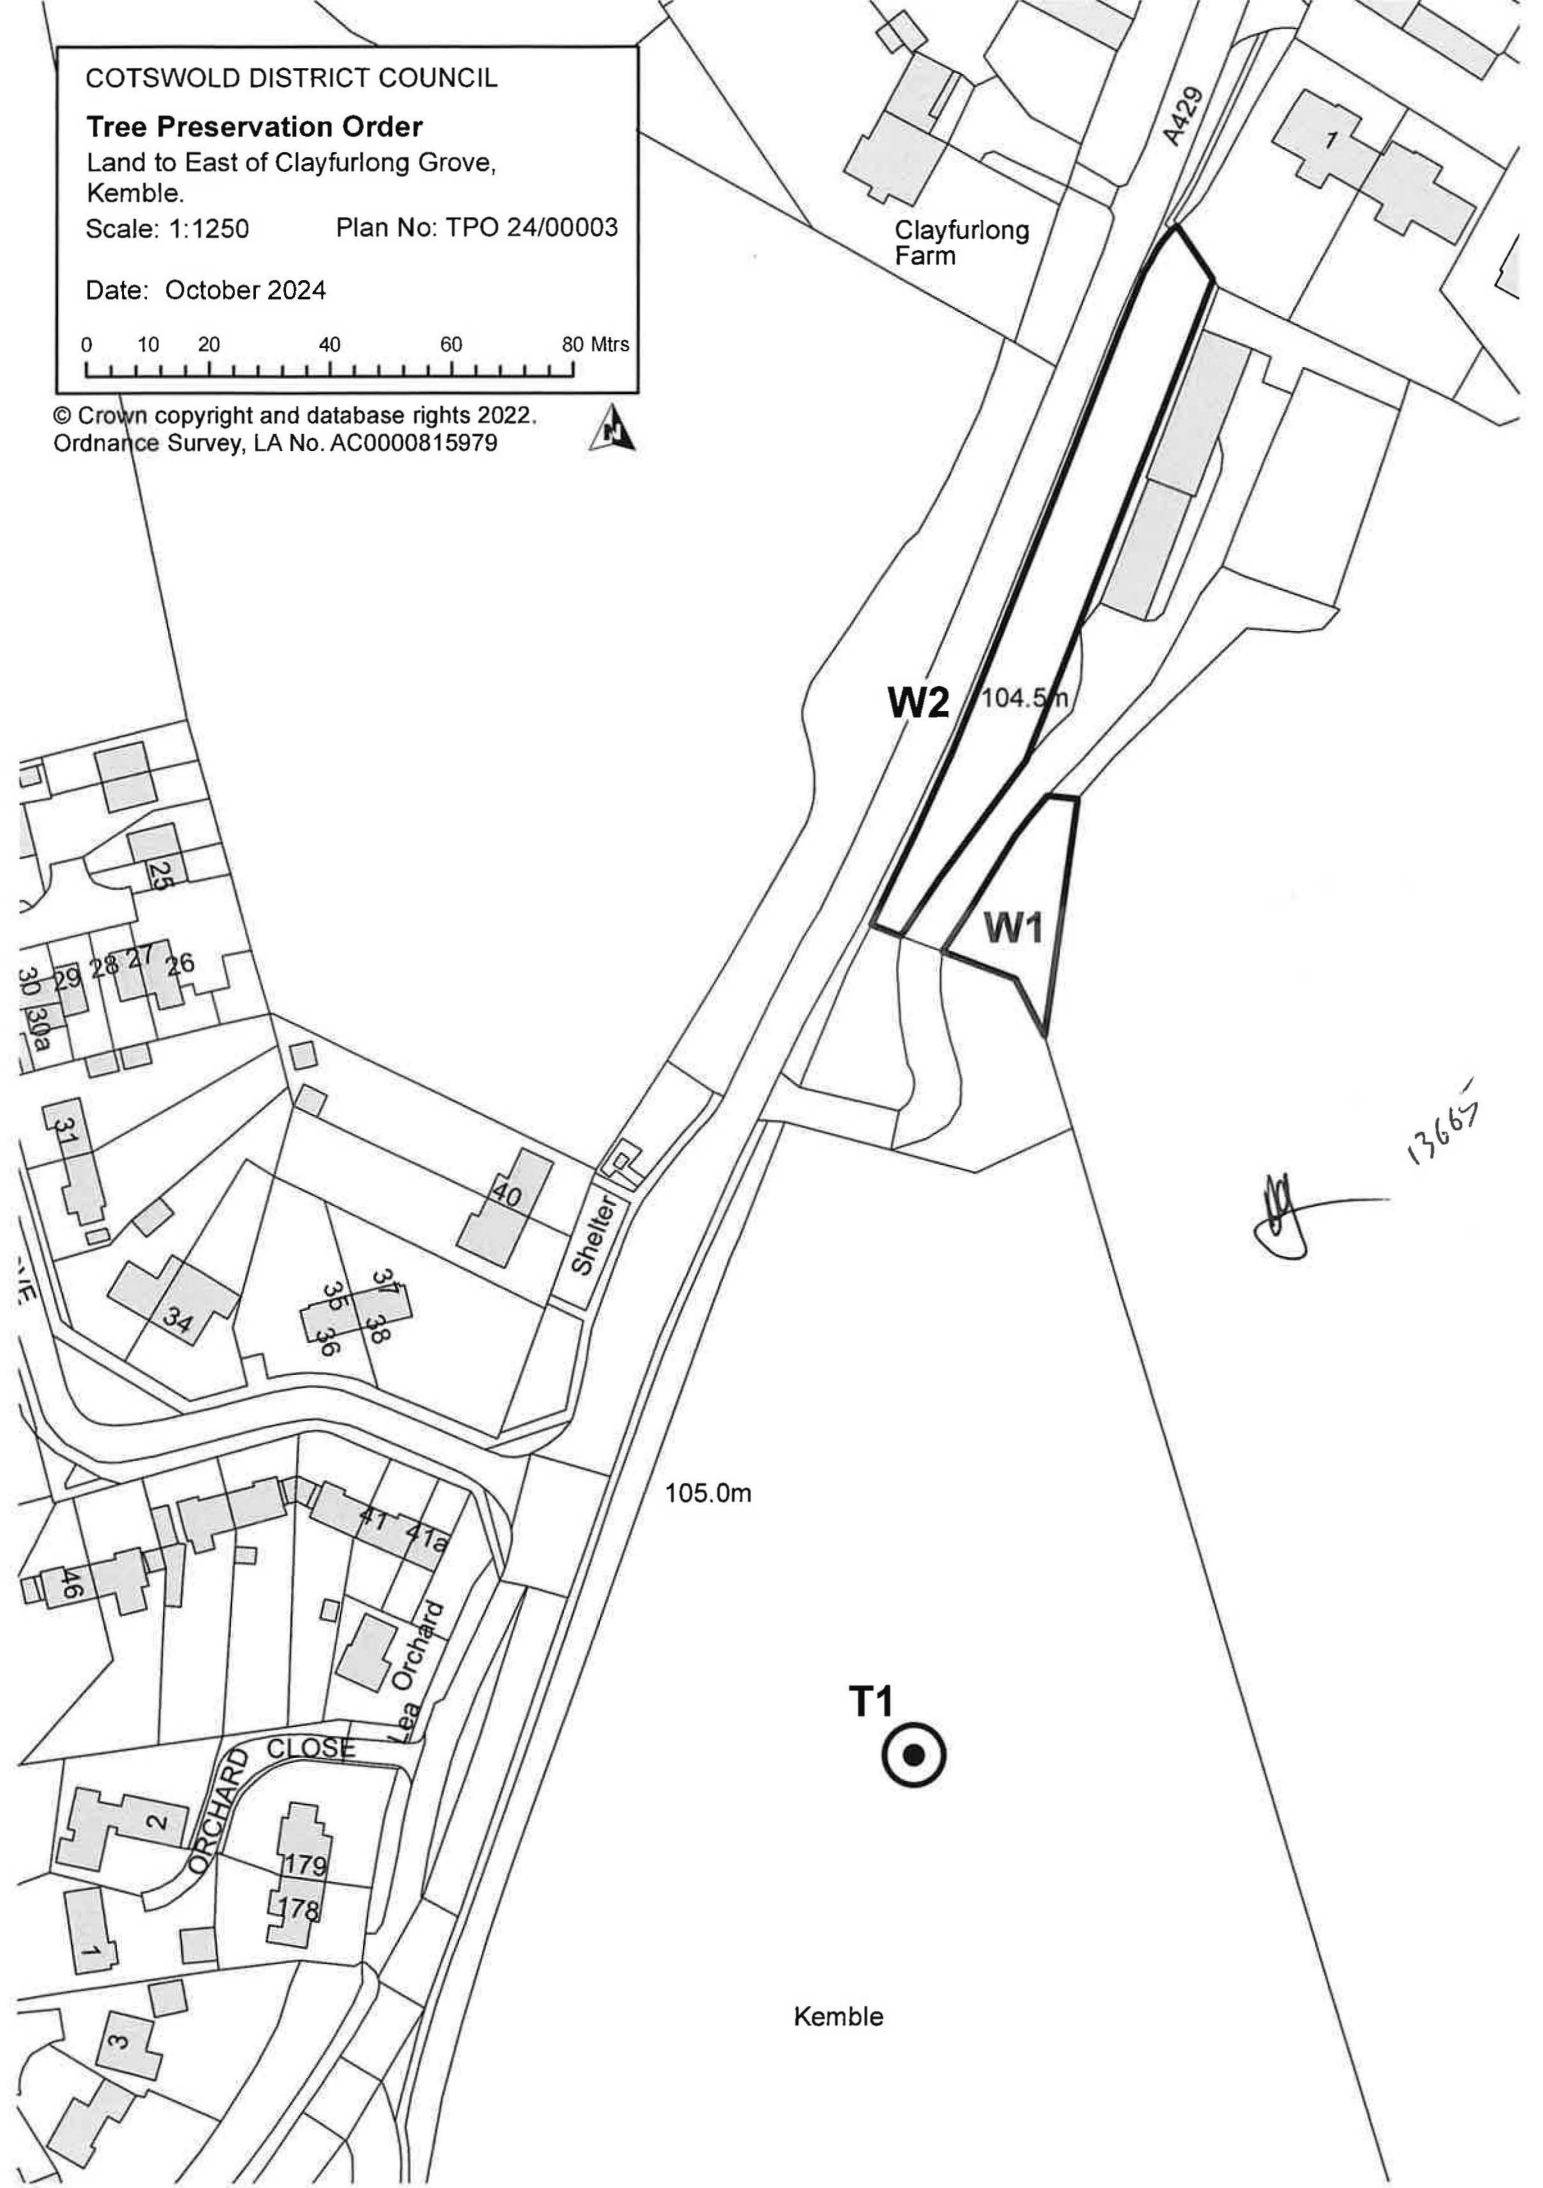 COTSWOLD DISTRICT COUNCIL
Tree Preservation Order
Land to East of Clayfurlong Grove,
Kemble.
Scale: 1:1250 Plan No: TPO 24/00003
Date: October 2024
0 10 20 40 60 80 Mtrs
© Crown copyright and database rights 2022.
Ordnance Survey, LA No. AC0000815979
N
A429
1
Clayfurlong
Farm
W2
104.5m
W1
25
26
27
28
29
30
30a
31
13665
40
Shelter
34
35
37
36
38
105.0m
41
41a
46
Orchard
Lea
T1
ORCHARD CLOSE
2
179
178
1
3
Kemble